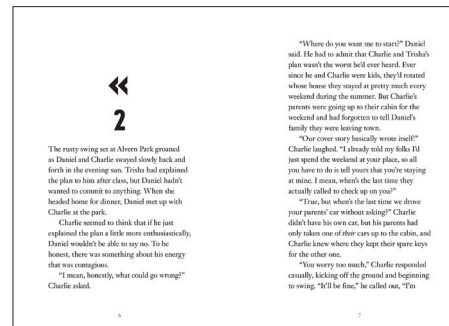 «
2
The rusty swing set at Alvern Park groaned
as Daniel and Charlie swayed slowly back and
forth in the evening sun. Trisha had explained
the plan to him after class, but Daniel hadn't
wanted to commit to anything. When she
headed home for dinner, Daniel met up with
Charlie at the park.
Charlie seemed to think that if he just
explained the plan a little more enthusiastically,
Daniel wouldn't be able to say no. To be
honest, there was something about his energy
that was contagious.
“I mean, honestly, what could go wrong?”
Charlie asked.
6
“Where do you want me to start?” Daniel
said. He had to admit that Charlie and Trisha's
plan wasn't the worst he'd ever heard. Ever
since he and Charlie were kids, they'd rotated
whose house they stayed at pretty much every
weekend during the summer. But Charlie's
parents were going up to their cabin for the
weekend and had forgotten to tell Daniel's
family they were leaving town.
“Our cover story basically wrote itself!”
Charlie laughed. “I already told my folks I'd
just spend the weekend at your place, so all
you have to do is tell yours that you're staying
at mine. I mean, when's the last time they
actually called to check up on you?”
“True, but when's the last time we drove
your parents' car without asking?” Charlie
didn't have his own car, but his parents had
only taken one of their cars up to the cabin, and
Charlie knew where they kept their spare keys
for the other one.
“You worry too much,” Charlie responded
casually, kicking off the ground and beginning
to swing. “It'll be fine,” he called out, “I'm
7